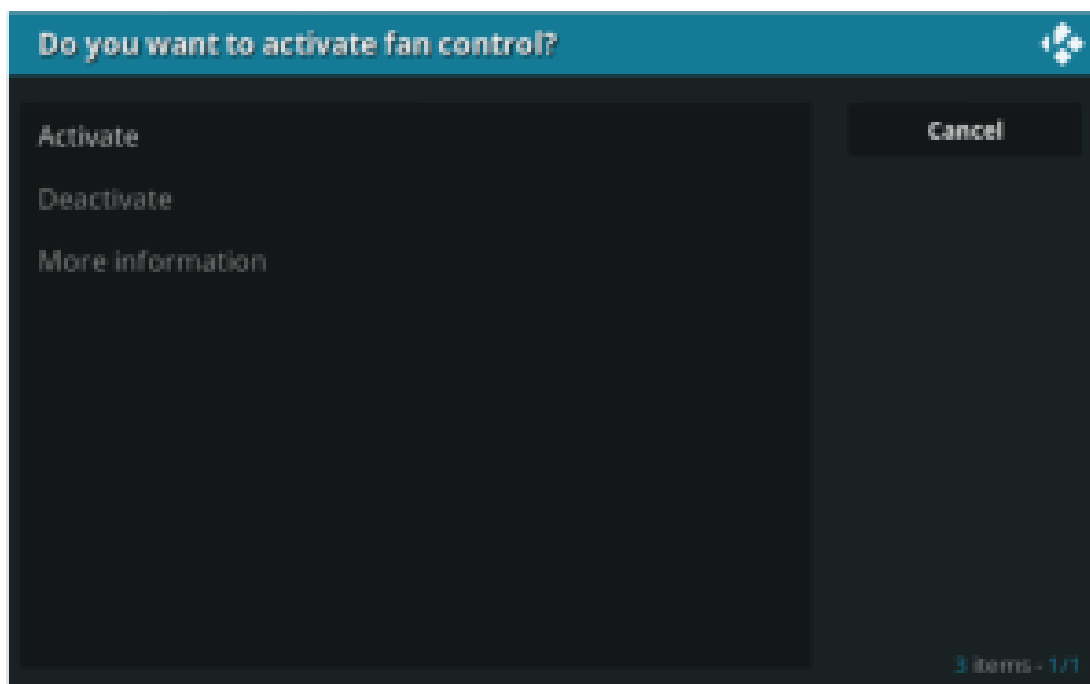 Do you want to activate fan control?
Activate
Cancel
Deactivate
More information
3 items - 1/1